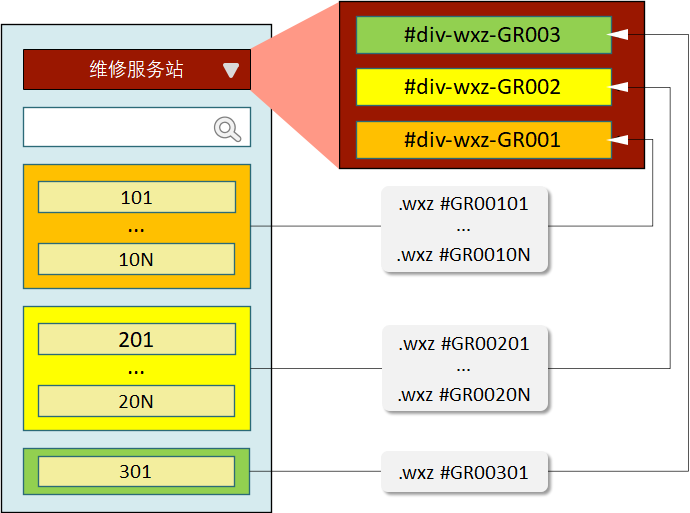 维修服务站
#div-wxz-GR003
#div-wxz-GR002
#div-wxz-GR001
101
...
10N
.wxz #GR00101
...
.wxz #GR0010N
201
...
20N
.wxz #GR00201
...
.wxz #GR0020N
301
.wxz #GR00301